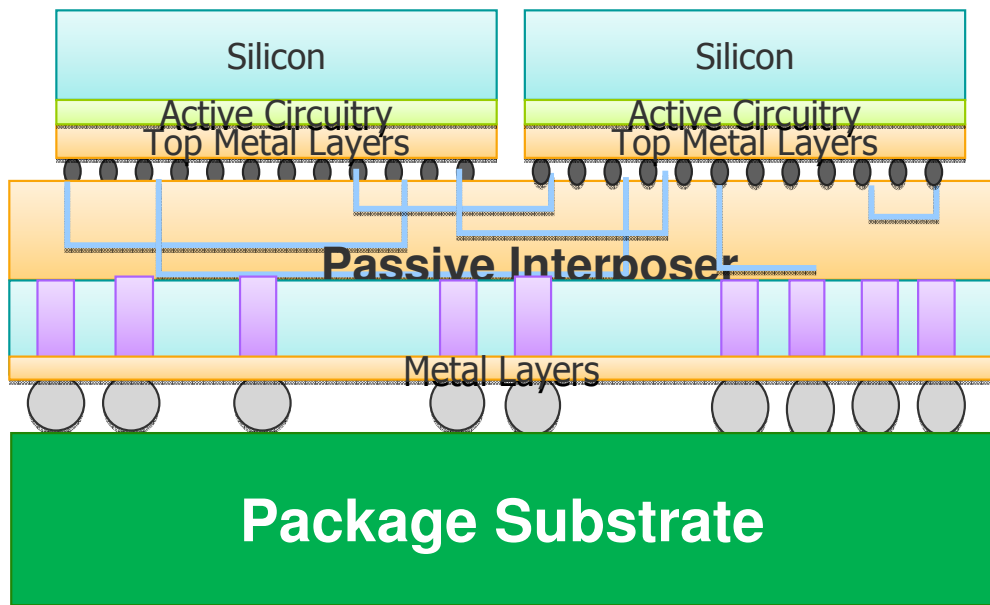 Silicon
Active Circuitry
Top Metal Layers
Silicon
Active Circuitry
Top Metal Layers
Passive Interposer
Metal Layers
Package Substrate